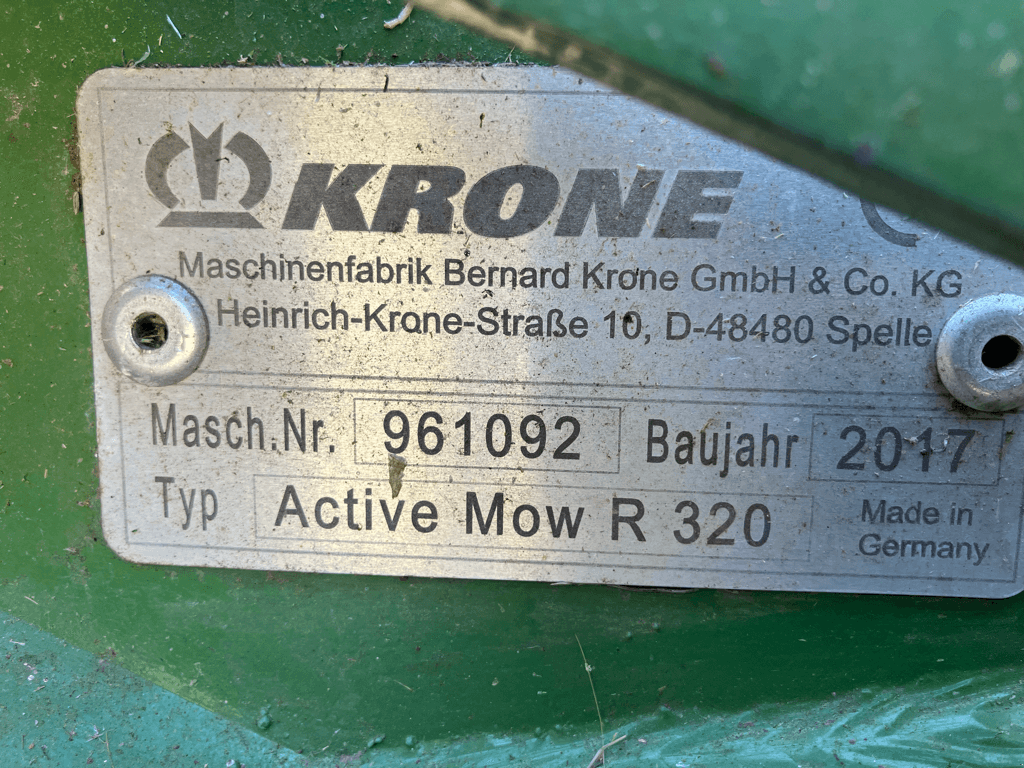 KRONE
Maschinenfabrik Bernard Krone GmbH & Co. KG
Heinrich-Krone-Straße 10, D-48480 Spelle
Masch.Nr. 961092 Baujahr 2017
Typ Active Mow R 320 Made in
Germany